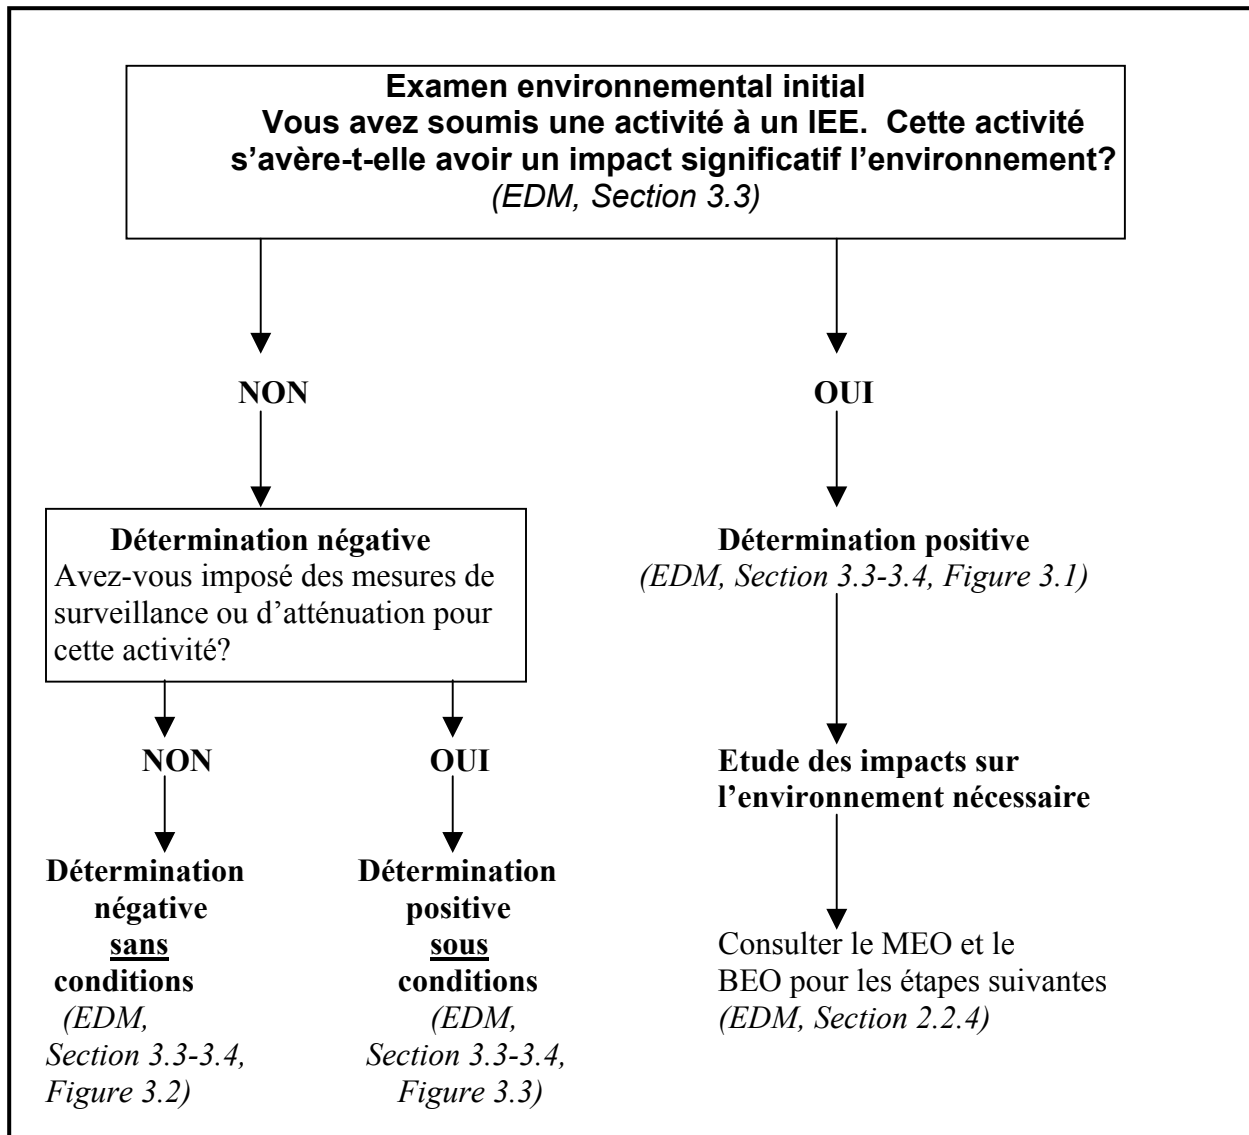 Examen environnemental initial
Vous avez soumis une activité à un IEE. Cette activité
s'avère-t-elle avoir un impact significatif l'environnement?
(EDM, Section 3.3)
NON
OUI
Détermination négative
Avez-vous imposé des mesures de
surveillance ou d'atténuation pour
cette activité?
Détermination positive
(EDM, Section 3.3-3.4, Figure 3.1)
NON
OUI
Etude des impacts sur
l'environnement nécessaire
Détermination
négative
sans
conditions
(EDM,
Section 3.3-3.4,
Figure 3.2)
Détermination
positive
sous
conditions
(EDM,
Section 3.3-3.4,
Figure 3.3)
Consulter le MEO et le
BEO pour les étapes suivantes
(EDM, Section 2.2.4)